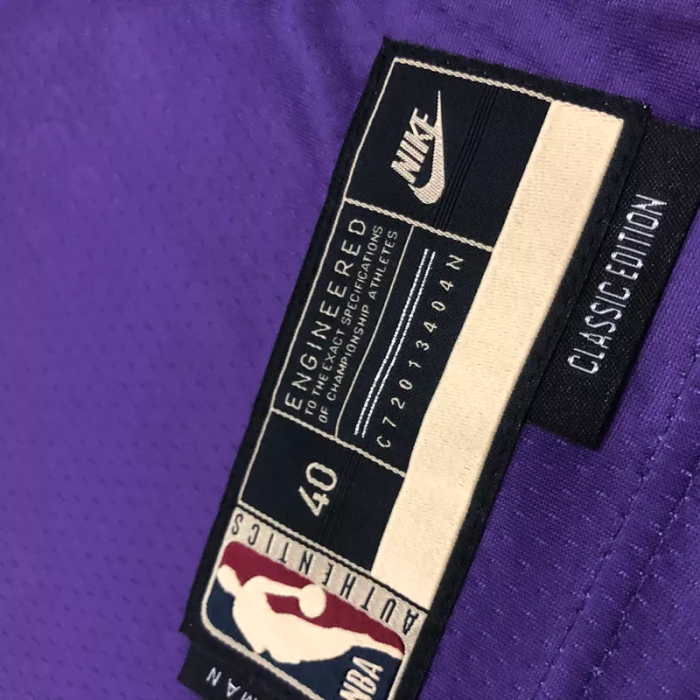 NIKE
ENGINEERED
TO THE EXACT SPECIFICATIONS
OF CHAMPIONSHIP ATHLETES
C72013404N
40
AUTHENTICS
NBA
CLASSIC EDITION